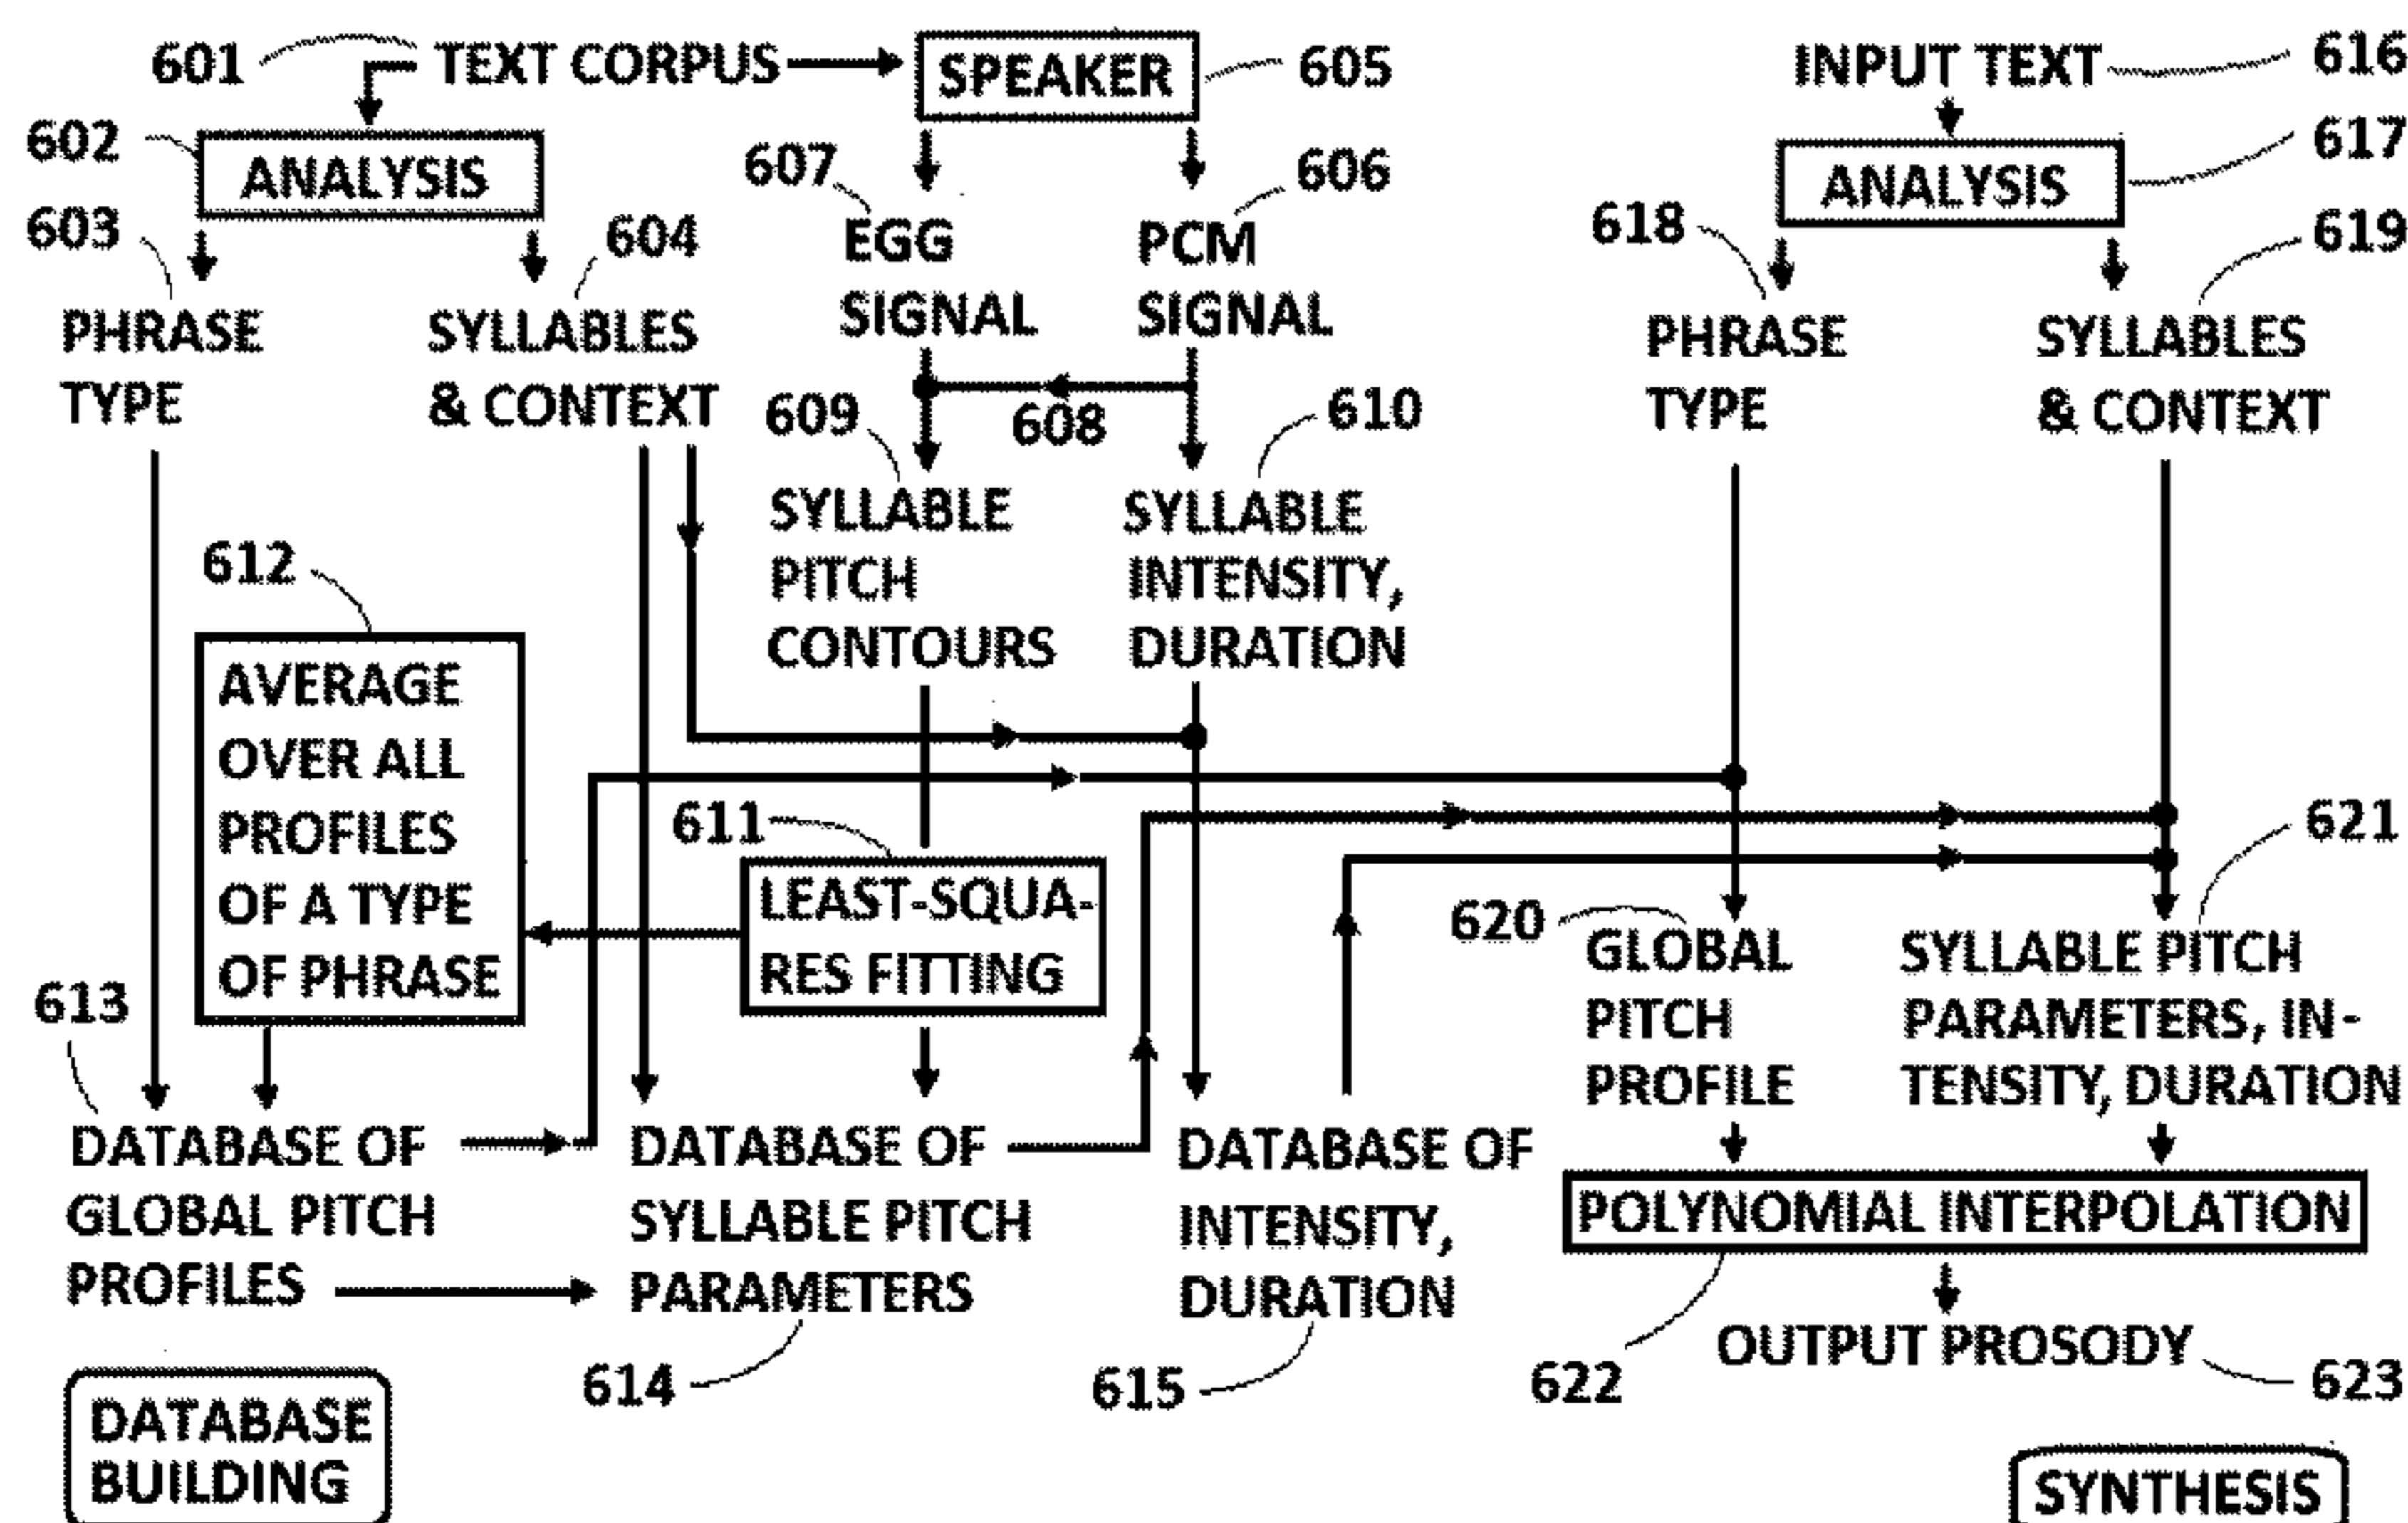 601
TEXT CORPUS
SPEAKER
605
INPUT TEXT
616
602
ANALYSIS
607
606
ANALYSIS
617
603
604
EGG
SIGNAL
PCM
SIGNAL
618
619
PHRASE
TYPE
SYLLABLES
& CONTEXT
609
608
610
PHRASE
TYPE
SYLLABLES
& CONTEXT
SYLLABLE
PITCH
CONTOURS
SYLLABLE
INTENSITY,
DURATION
612
AVERAGE
OVER ALL
PROFILES
OF A TYPE
OF PHRASE
611
LEAST-SQUA-
RES FITTING
620
GLOBAL
PITCH
PROFILE
621
SYLLABLE PITCH
PARAMETERS, IN-
TENSITY, DURATION
613
DATABASE OF
GLOBAL PITCH
PROFILES
DATABASE OF
SYLLABLE PITCH
PARAMETERS
614
DATABASE OF
INTENSITY,
DURATION
615
POLYNOMIAL INTERPOLATION
622
OUTPUT PROSODY
623
DATABASE
BUILDING
SYNTHESIS